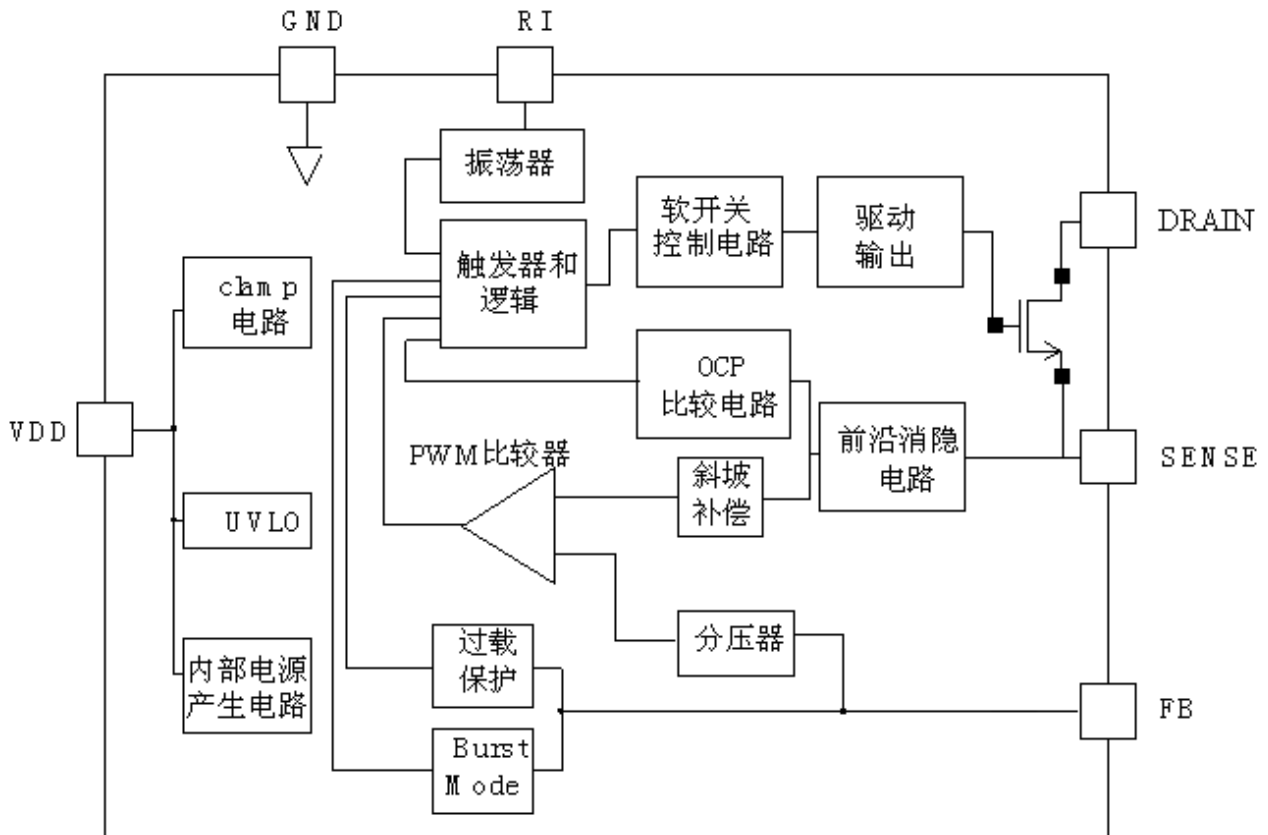 GND
RI
振荡器
软开关
控制电路
驱动
输出
DRAIN
触发器和
逻辑
clamp
电路
OCP
比较电路
VDD
PWM比较器
前沿消隐
电路
SENSE
斜坡
补偿
UVLO
过载
保护
分压器
内部电源
产生电路
FB
Burst
Mode